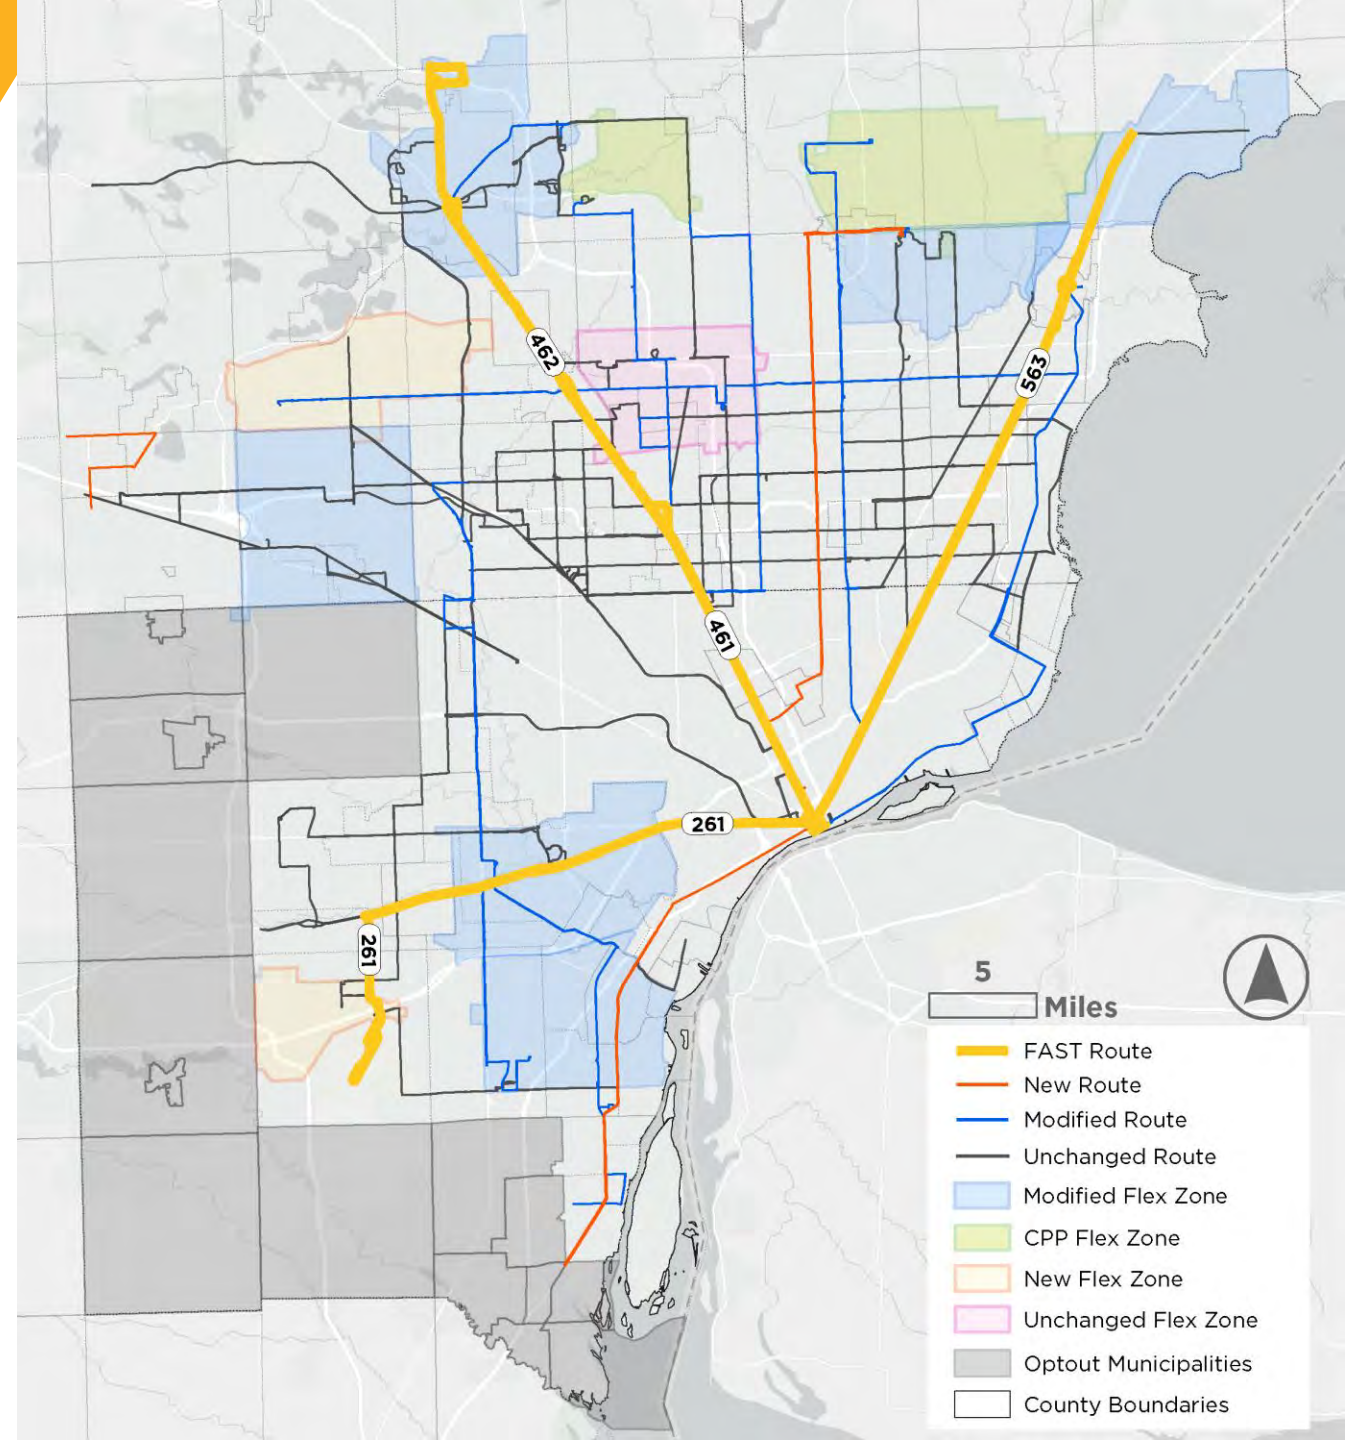 462
563
461
261
261
5
Miles
FAST Route
New Route
Modified Route
Unchanged Route
Modified Flex Zone
CPP Flex Zone
New Flex Zone
Unchanged Flex Zone
Optout Municipalities
County Boundaries